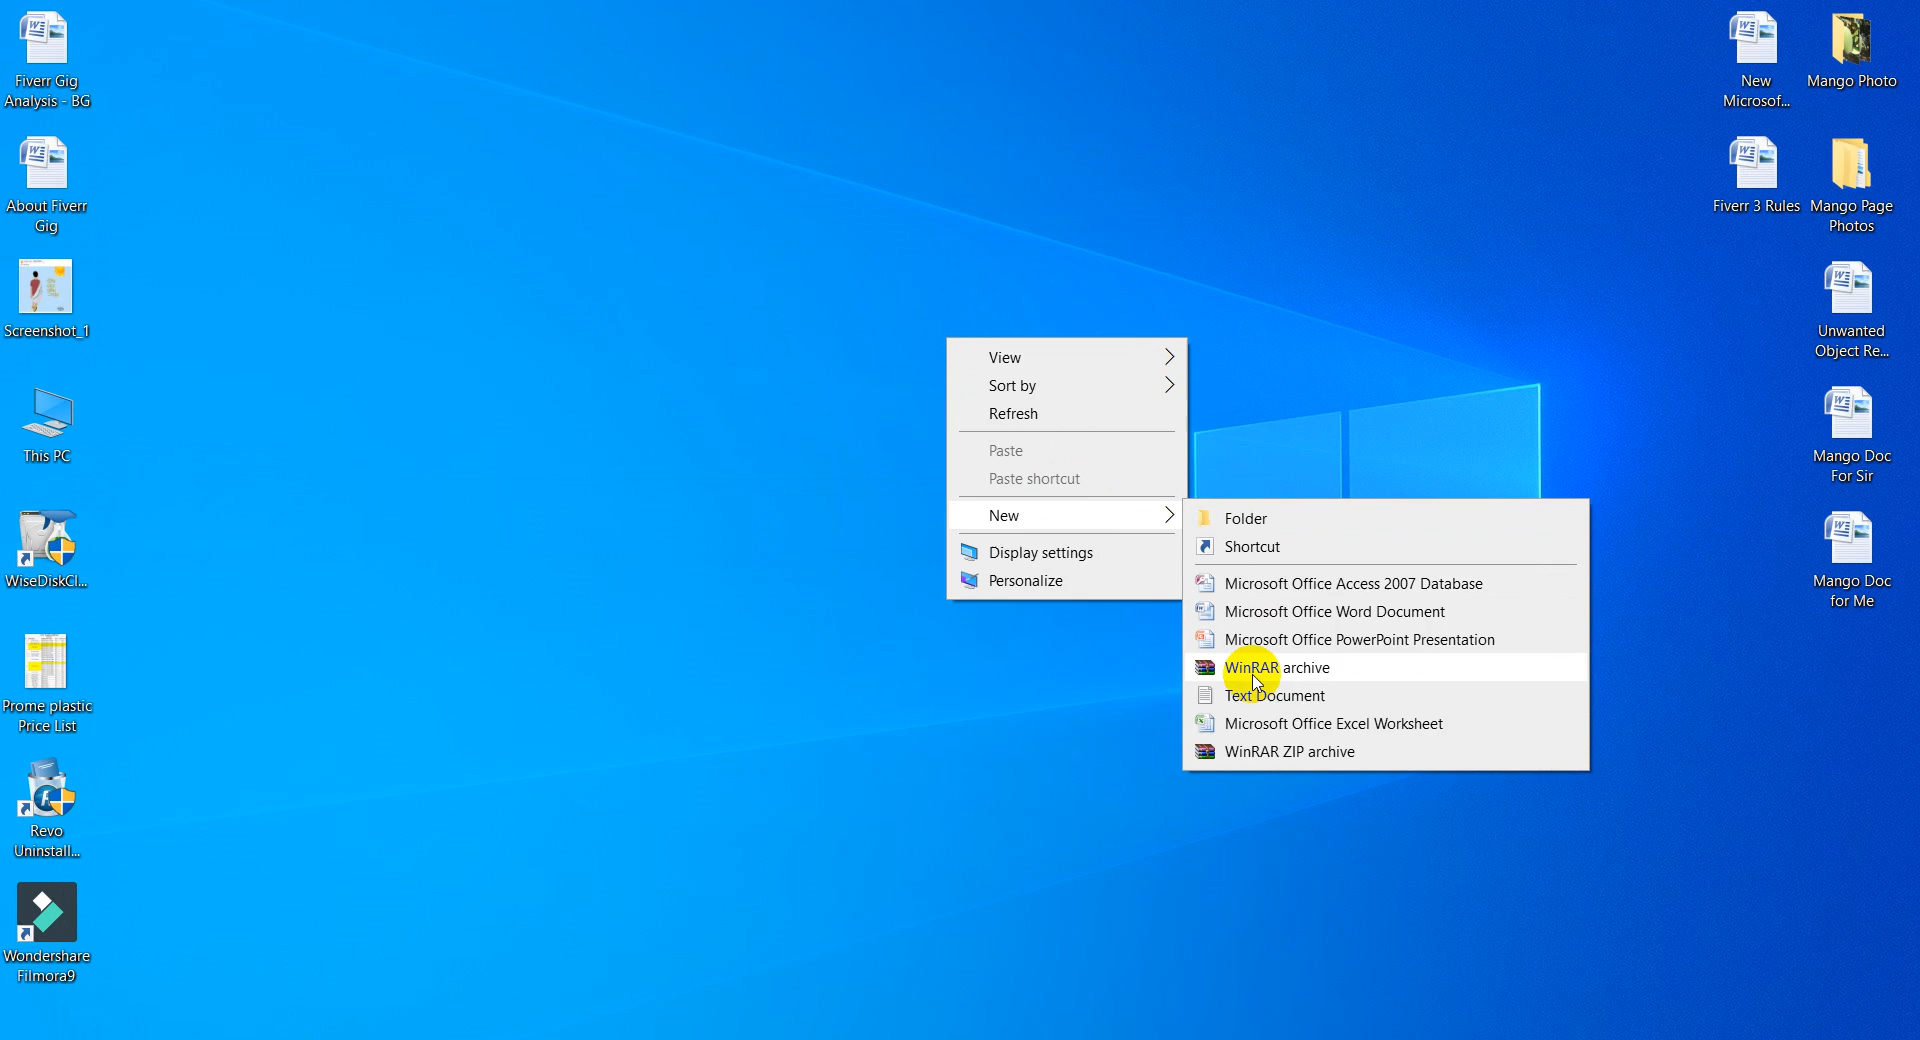 Fiverr Gig
Analysis - BG
About Fiverr
Gig
Screenshot_1
This PC
WiseDiskCl...
Prome plastic
Price List
Revo
Uninstall...
Wondershare
Filmora9
View
Sort by
Refresh
Paste
Paste shortcut
New
Display settings
Personalize
Folder
Shortcut
Microsoft Office Access 2007 Database
Microsoft Office Word Document
Microsoft Office PowerPoint Presentation
WinRAR archive
Text Document
Microsoft Office Excel Worksheet
WinRAR ZIP archive
New
Microsof...
Fiverr 3 Rules
Mango Photo
Mango Page
Photos
Unwanted
Object Re...
Mango Doc
For Sir
Mango Doc
for Me